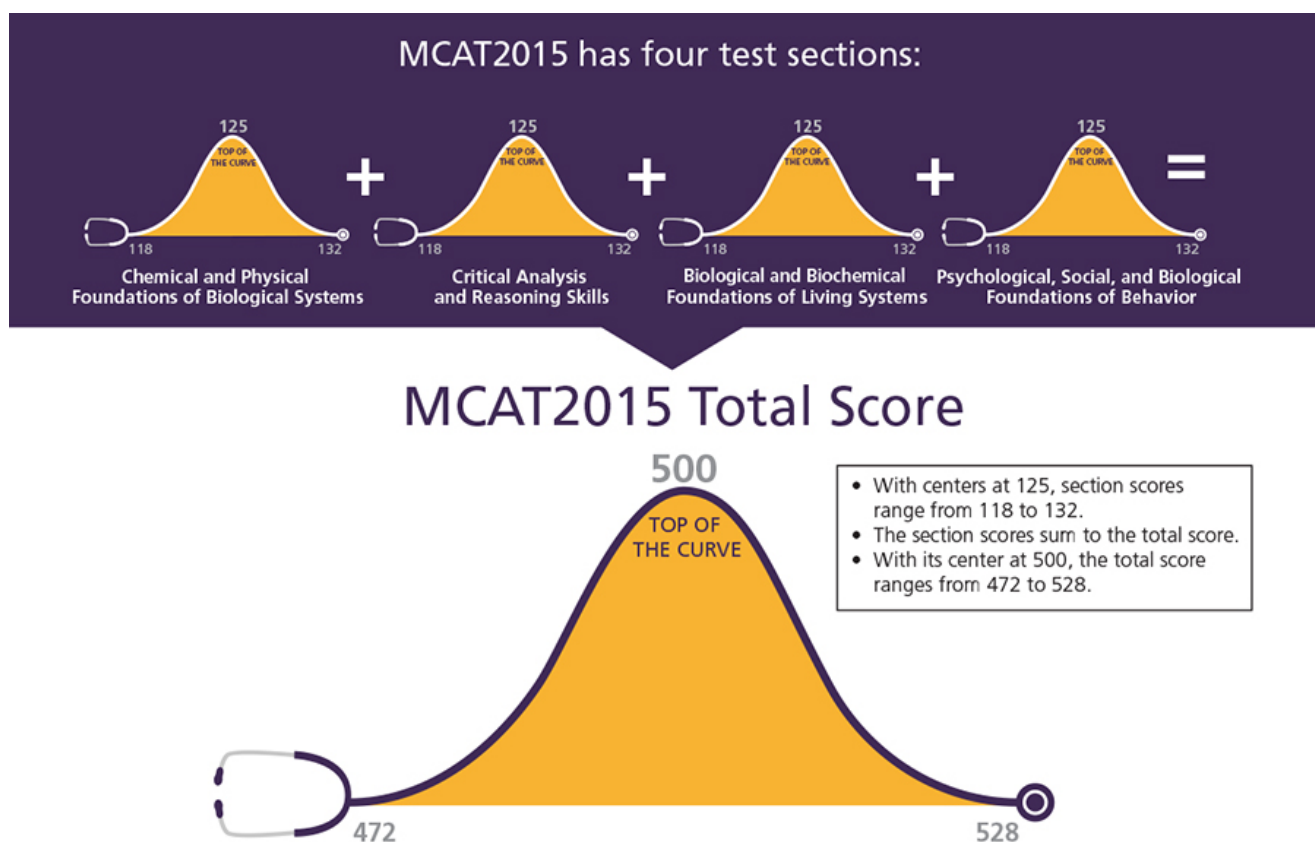 MCAT2015 has four test sections:
125
TOP OF
THE CURVE
118
132
Chemical and Physical
Foundations of Biological Systems
+
125
TOP OF
THE CURVE
118
132
Critical Analysis
and Reasoning Skills
+
125
TOP OF
THE CURVE
118
132
Biological and Biochemical
Foundations of Living Systems
+
125
TOP OF
THE CURVE
118
132
Psychological, Social, and Biological
Foundations of Behavior
=
MCAT2015 Total Score
500
TOP OF
THE CURVE
472
528
• With centers at 125, section scores
range from 118 to 132.
• The section scores sum to the total score.
• With its center at 500, the total score
ranges from 472 to 528.